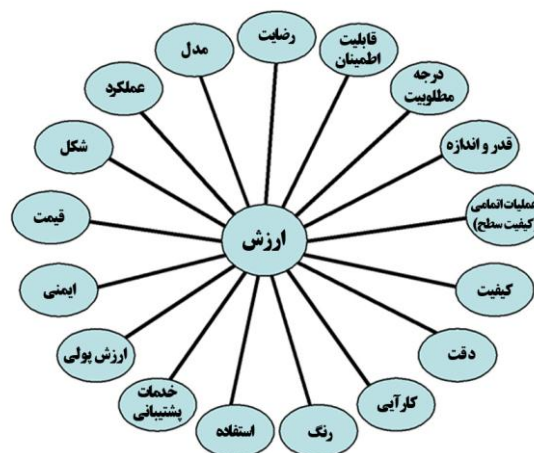 رضایت
قابلیت
اطمینان
درجه
مطلوبیت
قدر و اندازه
عملیات اتمامی
(کیفیت سطح)
کیفیت
دقت
کارآیی
رنگ
استفاده
خدمات
پشتیبانی
ارزش پولی
ایمنی
قیمت
شکل
عملکرد
مدل
ارزش